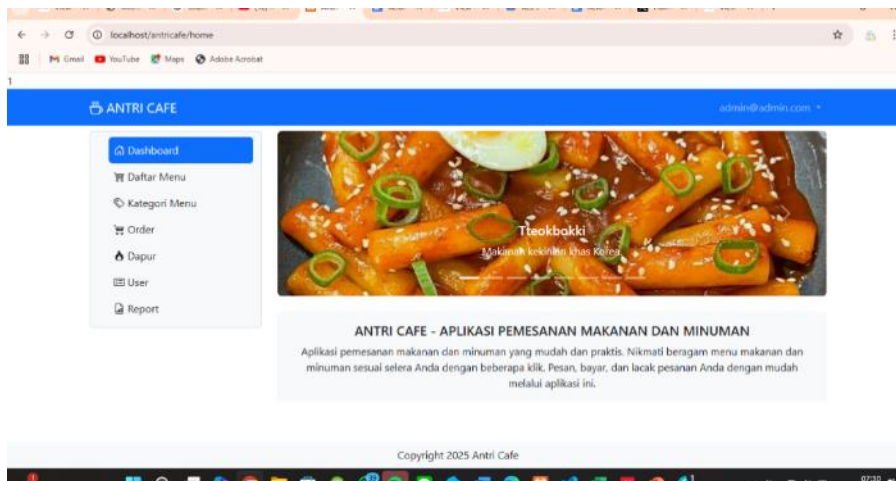 localhost/antricafe/home
Gmail YouTube Maps Adobe Acrobat
1
ANTRI CAFE admin@admin.com
Dashboard
Daftar Menu
Kategori Menu
Order
Dapur
User
Report
Tteokbokki
Makanan kekinian khas Korea
ANTRI CAFE - APLIKASI PEMESANAN MAKANAN DAN MINUMAN
Aplikasi pemesanan makanan dan minuman yang mudah dan praktis. Nikmati beragam menu makanan dan
minuman sesuai selera Anda dengan beberapa klik. Pesan, bayar, dan lacak pesanan Anda dengan mudah
melalui aplikasi ini.
Copyright 2025 Antri Cafe
07:30